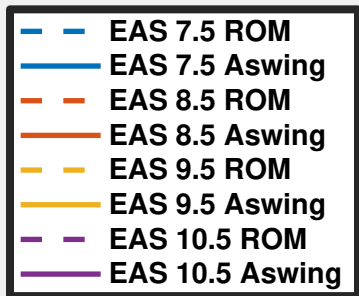 EAS 7.5 ROM
EAS 7.5 Aswing
EAS 8.5 ROM
EAS 8.5 Aswing
EAS 9.5 ROM
EAS 9.5 Aswing
EAS 10.5 ROM
EAS 10.5 Aswing